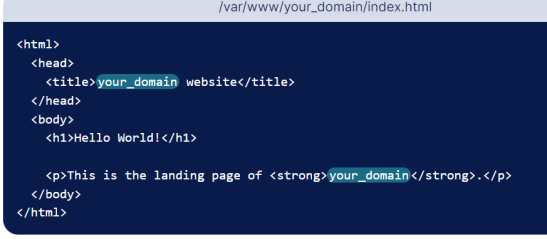 /var/www/your_domain/index.html
<html>
  <head>
    <title>your_domain website</title>
  </head>
  <body>
    <h1>Hello World!</h1>

    <p>This is the landing page of <strong>your_domain</strong>.</p>
  </body>
</html>